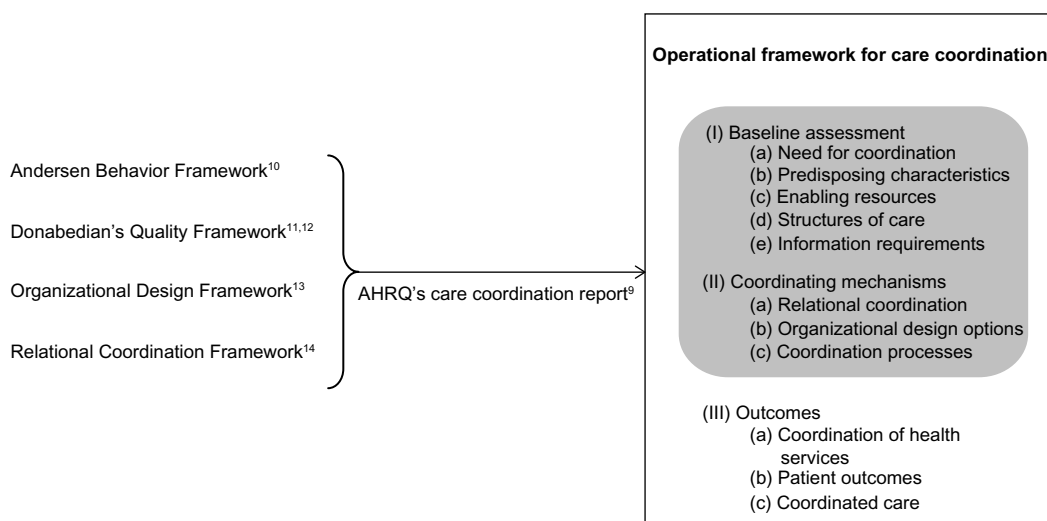 Andersen Behavior Framework¹⁰
Donabedian's Quality Framework¹¹,¹²
Organizational Design Framework¹³
Relational Coordination Framework¹⁴
AHRQ's care coordination report⁹
Operational framework for care coordination
(I) Baseline assessment
(a) Need for coordination
(b) Predisposing characteristics
(c) Enabling resources
(d) Structures of care
(e) Information requirements
(II) Coordinating mechanisms
(a) Relational coordination
(b) Organizational design options
(c) Coordination processes
(III) Outcomes
(a) Coordination of health
services
(b) Patient outcomes
(c) Coordinated care